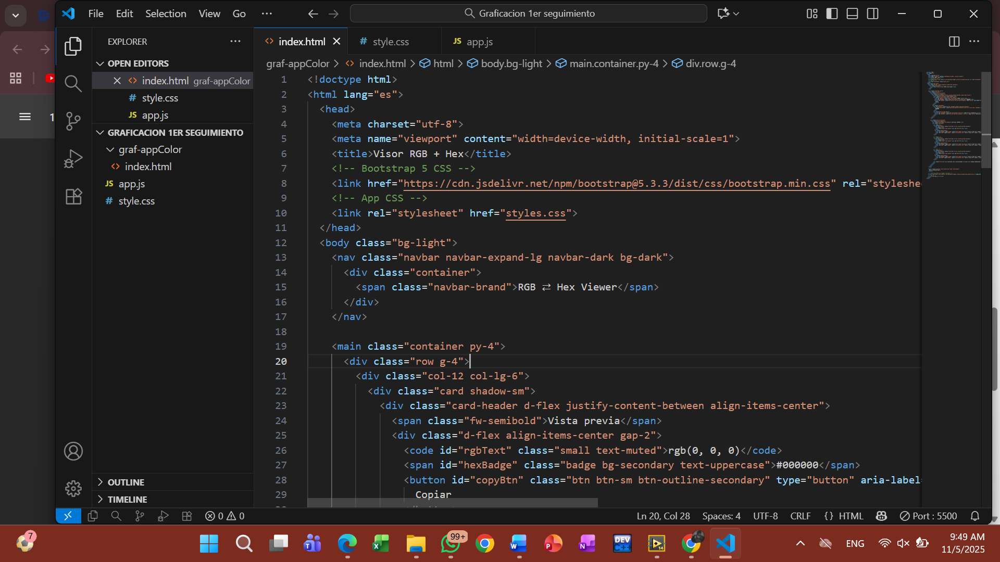 File Edit Selection View Go ··· Graficacion 1er seguimiento
EXPLORER ···
OPEN EDITORS
index.html graf-appColor
# style.css
JS app.js
GRAFICACION 1ER SEGUIMIENTO
graf-appColor
<> index.html
JS app.js
# style.css
OUTLINE
TIMELINE
<> index.html
# style.css
JS app.js
graf-appColor > <> index.html > html > body.bg-light > main.container.py-4 > div.row.g-4
1 <!doctype html>
2 <html lang="es">
3 <head>
4 <meta charset="utf-8">
5 <meta name="viewport" content="width=device-width, initial-scale=1">
6 <title>Visor RGB + Hex</title>
7 <!-- Bootstrap 5 CSS -->
8 <link href="https://cdn.jsdelivr.net/npm/bootstrap@5.3.3/dist/css/bootstrap.min.css" rel="styleshe
9 <!-- App CSS -->
10 <link rel="stylesheet" href="styles.css">
11 </head>
12 <body class="bg-light">
13 <nav class="navbar navbar-expand-lg navbar-dark bg-dark">
14 <div class="container">
15 <span class="navbar-brand">RGB ⇄ Hex Viewer</span>
16 </div>
17 </nav>
18
19 <main class="container py-4">
20 <div class="row g-4">
21 <div class="col-12 col-lg-6">
22 <div class="card shadow-sm">
23 <div class="card-header d-flex justify-content-between align-items-center">
24 <span class="fw-semibold">Vista previa</span>
25 <div class="d-flex align-items-center gap-2">
26 <code id="rgbText" class="small text-muted">rgb(0, 0, 0)</code>
27 <span id="hexBadge" class="badge bg-secondary text-uppercase">#000000</span>
28 <button id="copyBtn" class="btn btn-sm btn-outline-secondary" type="button" aria-label=
29 Copiar
0 0 Ln 20, Col 28 Spaces: 4 UTF-8 CRLF {} HTML Port : 5500
7 99+ DEV C++ 14 ENG 9:49 AM
11/5/2025